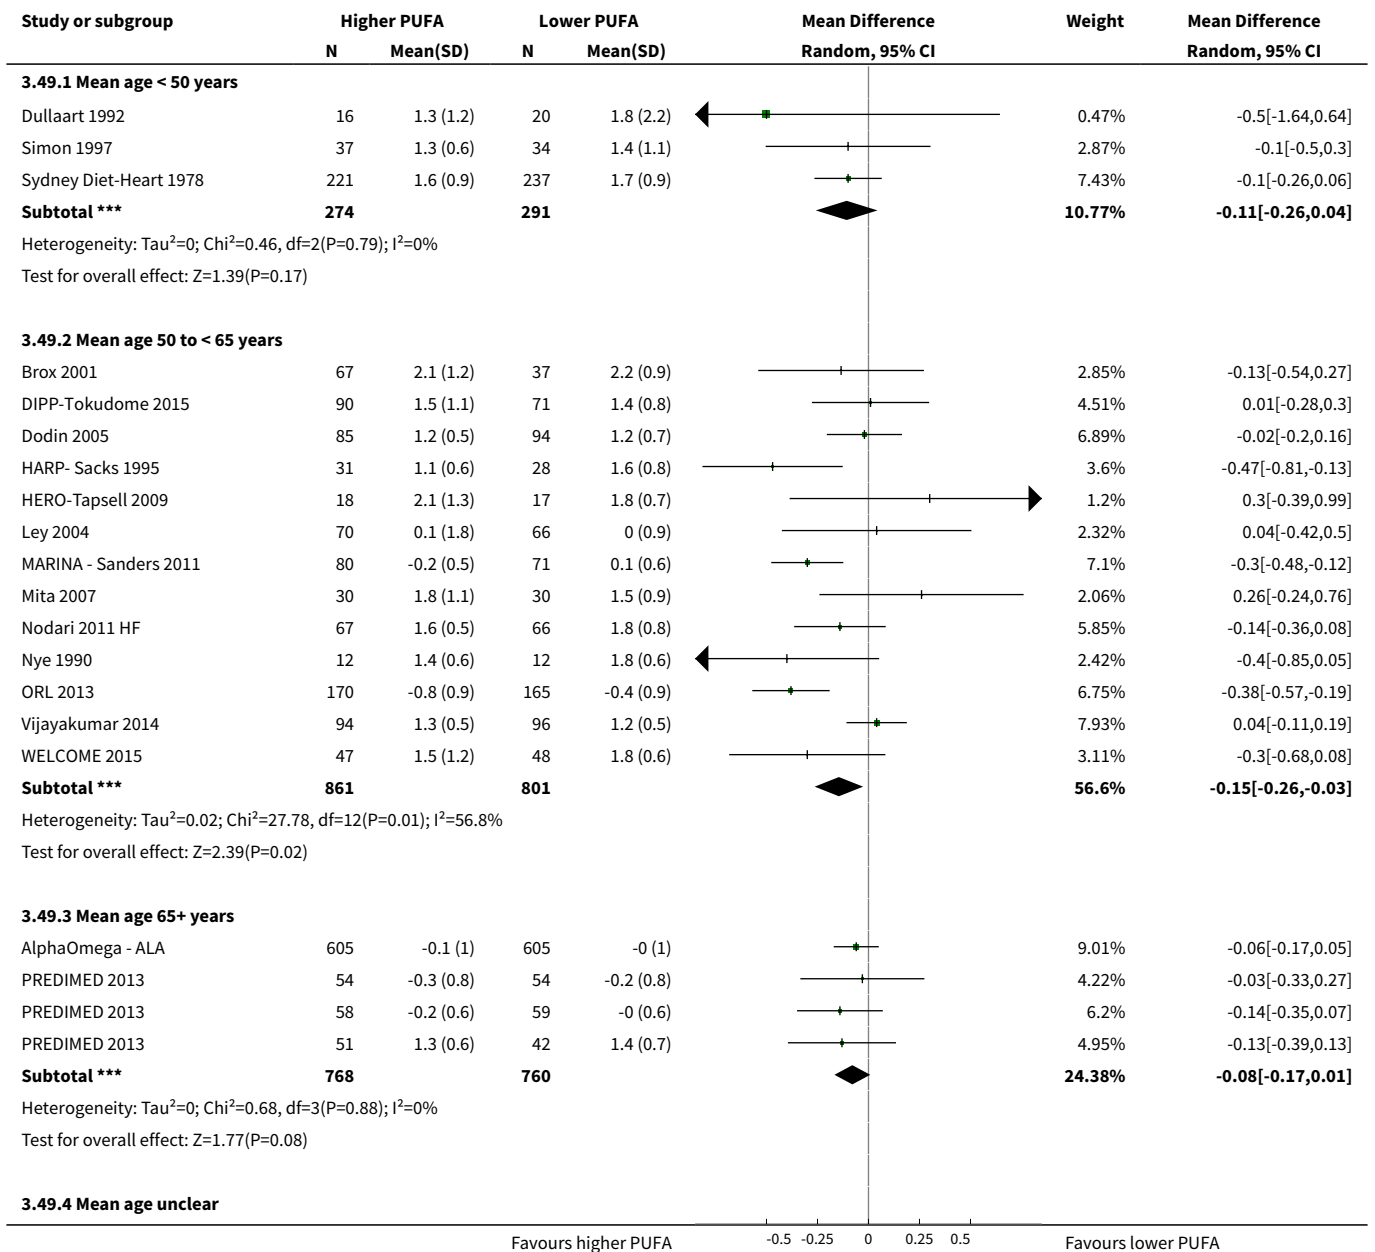 Study or subgroup Higher PUFA Lower PUFA Mean Difference Weight Mean Difference
N Mean(SD) N Mean(SD) Random, 95% CI Random, 95% CI
3.49.1 Mean age < 50 years
Dullaart 1992 16 1.3 (1.2) 20 1.8 (2.2) 0.47% -0.5[-1.64,0.64]
Simon 1997 37 1.3 (0.6) 34 1.4 (1.1) 2.87% -0.1[-0.5,0.3]
Sydney Diet-Heart 1978 221 1.6 (0.9) 237 1.7 (0.9) 7.43% -0.1[-0.26,0.06]
Subtotal *** 274 291 10.77% -0.11[-0.26,0.04]
Heterogeneity: Tau²=0; Chi²=0.46, df=2(P=0.79); I²=0%
Test for overall effect: Z=1.39(P=0.17)
3.49.2 Mean age 50 to < 65 years
Brox 2001 67 2.1 (1.2) 37 2.2 (0.9) 2.85% -0.13[-0.54,0.27]
DIPP-Tokudome 2015 90 1.5 (1.1) 71 1.4 (0.8) 4.51% 0.01[-0.28,0.3]
Dodin 2005 85 1.2 (0.5) 94 1.2 (0.7) 6.89% -0.02[-0.2,0.16]
HARP- Sacks 1995 31 1.1 (0.6) 28 1.6 (0.8) 3.6% -0.47[-0.81,-0.13]
HERO-Tapsell 2009 18 2.1 (1.3) 17 1.8 (0.7) 1.2% 0.3[-0.39,0.99]
Ley 2004 70 0.1 (1.8) 66 0 (0.9) 2.32% 0.04[-0.42,0.5]
MARINA - Sanders 2011 80 -0.2 (0.5) 71 0.1 (0.6) 7.1% -0.3[-0.48,-0.12]
Mita 2007 30 1.8 (1.1) 30 1.5 (0.9) 2.06% 0.26[-0.24,0.76]
Nodari 2011 HF 67 1.6 (0.5) 66 1.8 (0.8) 5.85% -0.14[-0.36,0.08]
Nye 1990 12 1.4 (0.6) 12 1.8 (0.6) 2.42% -0.4[-0.85,0.05]
ORL 2013 170 -0.8 (0.9) 165 -0.4 (0.9) 6.75% -0.38[-0.57,-0.19]
Vijayakumar 2014 94 1.3 (0.5) 96 1.2 (0.5) 7.93% 0.04[-0.11,0.19]
WELCOME 2015 47 1.5 (1.2) 48 1.8 (0.6) 3.11% -0.3[-0.68,0.08]
Subtotal *** 861 801 56.6% -0.15[-0.26,-0.03]
Heterogeneity: Tau²=0.02; Chi²=27.78, df=12(P=0.01); I²=56.8%
Test for overall effect: Z=2.39(P=0.02)
3.49.3 Mean age 65+ years
AlphaOmega - ALA 605 -0.1 (1) 605 -0 (1) 9.01% -0.06[-0.17,0.05]
PREDIMED 2013 54 -0.3 (0.8) 54 -0.2 (0.8) 4.22% -0.03[-0.33,0.27]
PREDIMED 2013 58 -0.2 (0.6) 59 -0 (0.6) 6.2% -0.14[-0.35,0.07]
PREDIMED 2013 51 1.3 (0.6) 42 1.4 (0.7) 4.95% -0.13[-0.39,0.13]
Subtotal *** 768 760 24.38% -0.08[-0.17,0.01]
Heterogeneity: Tau²=0; Chi²=0.68, df=3(P=0.88); I²=0%
Test for overall effect: Z=1.77(P=0.08)
3.49.4 Mean age unclear
Favours higher PUFA -0.5 -0.25 0 0.25 0.5 Favours lower PUFA